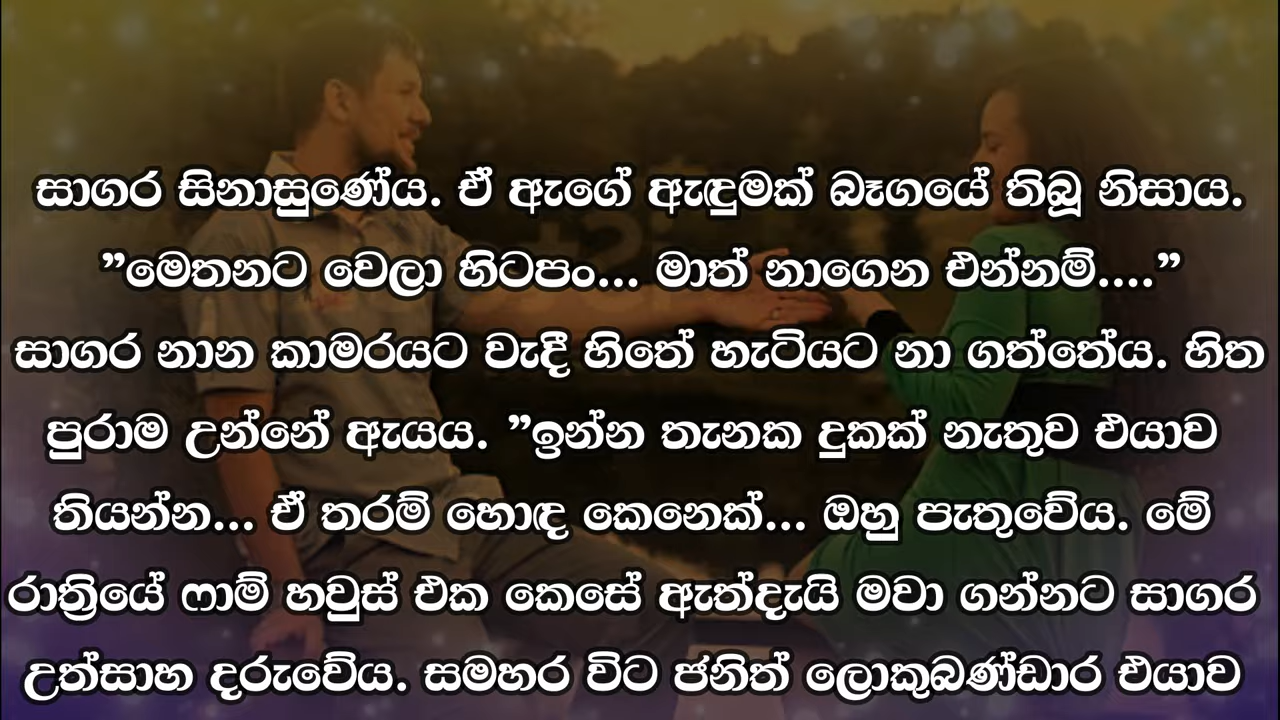 සාගර සිනාසුණේය. ඒ ඇගේ ඇඳුමක් බෑගයේ තිබූ නිසාය.
”මෙතනට වෙලා හිටපං... මාත් නාගෙන එන්නම්....”
සාගර නාන කාමරයට වැදී හිතේ හැටියට නා ගත්තේය. හිත
පුරාම උන්නේ ඇයය. ”ඉන්න තැනක දුකක් නැතුව එයාව
තියන්න... ඒ තරම් හොඳ කෙනෙක්... ඔහු පැතුවේය. මේ
රාත්‍රියේ ෆාම් හවුස් එක කෙසේ ඇත්දැයි මවා ගන්නට සාගර
උත්සාහ දරුවේය. සමහර විට ජනිත් ලොකුබණ්ඩාර එයාව